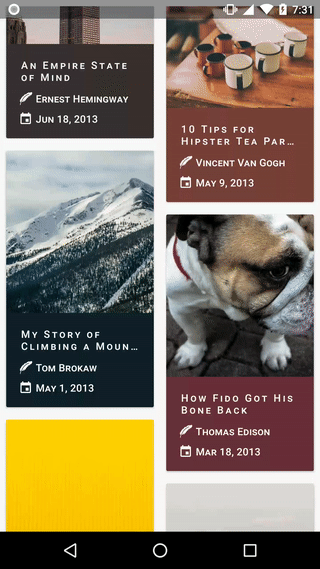 7:31
An Empire State
of Mind
Ernest Hemingway
Jun 18, 2013
10 Tips for
Hipster Tea Par...
Vincent Van Gogh
May 9, 2013
My Story of
Climbing a Moun...
Tom Brokaw
May 1, 2013
How Fido Got His
Bone Back
Thomas Edison
Mar 18, 2013